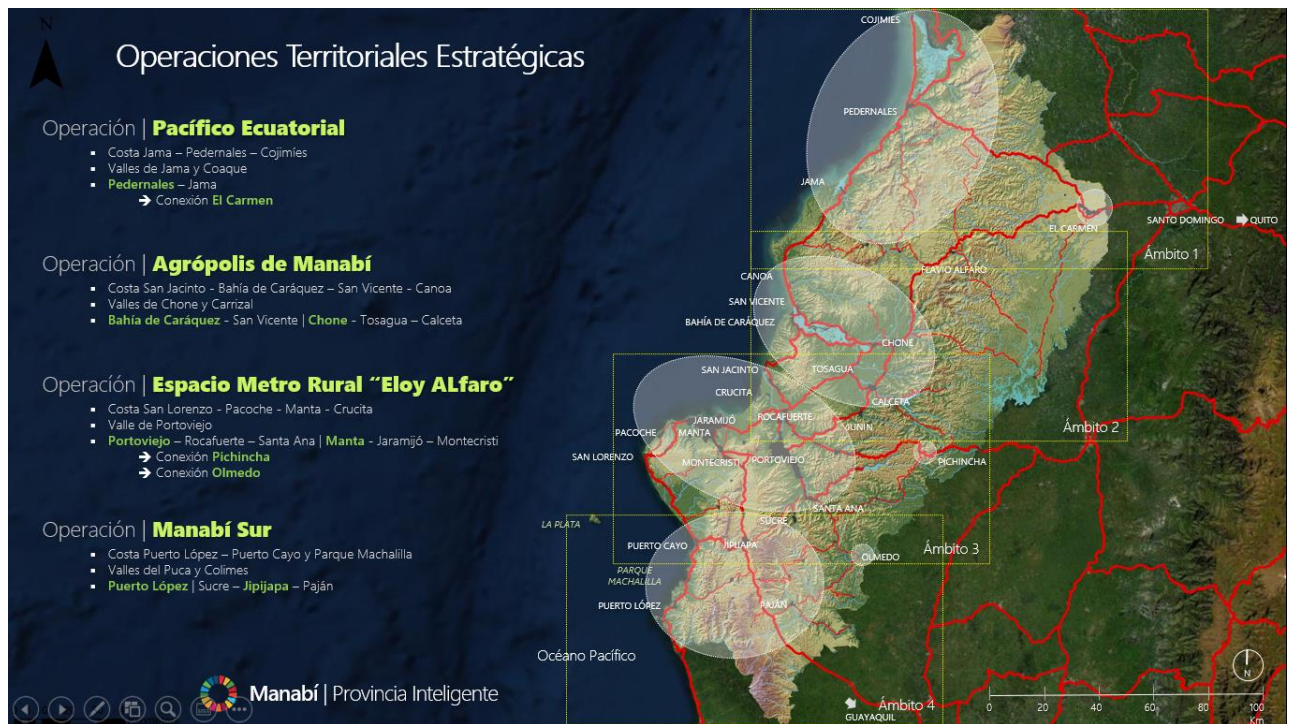 N
Operaciones Territoriales Estratégicas
Operación | Pacífico Ecuatorial
▪ Costa Jama – Pedernales – Cojimíes
▪ Valles de Jama y Coaque
▪ Pedernales – Jama
➔ Conexión El Carmen
Operación | Agrópolis de Manabí
▪ Costa San Jacinto - Bahía de Caráquez – San Vicente - Canoa
▪ Valles de Chone y Carrizal
▪ Bahía de Caráquez - San Vicente | Chone - Tosagua – Calceta
Operación | Espacio Metro Rural “Eloy ALfaro”
▪ Costa San Lorenzo - Pacoche - Manta - Crucita
▪ Valle de Portoviejo
▪ Portoviejo – Rocafuerte – Santa Ana | Manta - Jaramijó – Montecristi
➔ Conexión Pichincha
➔ Conexión Olmedo
Operación | Manabí Sur
▪ Costa Puerto López – Puerto Cayo y Parque Machalilla
▪ Valles del Puca y Colimes
▪ Puerto López | Sucre – Jipijapa – Paján
Manabí | Provincia Inteligente
COJIMIES
PEDERNALES
JAMA
EL CARMEN
SANTO DOMINGO
QUITO
Ámbito 1
FLAVIO ALFARO
CANOA
SAN VICENTE
BAHÍA DE CARÁQUEZ
CHONE
SAN JACINTO
TOSAGUA
CRUCITA
CALCETA
ROCAFUERTE
JARAMIJÓ
JUNIN
Ámbito 2
PACOCHE
MANTA
SAN LORENZO
MONTECRISTI
PORTOVIEJO
PICHINCHA
SANTA ANA
LA PLATA
SUCRE
PUERTO CAYO
JIPIJAPA
OLMEDO
Ámbito 3
PARQUE
MACHALILLA
PUERTO LÓPEZ
PAJÁN
Océano Pacífico
Ámbito 4
GUAYAQUIL
N
0 20 40 60 80 100
Km